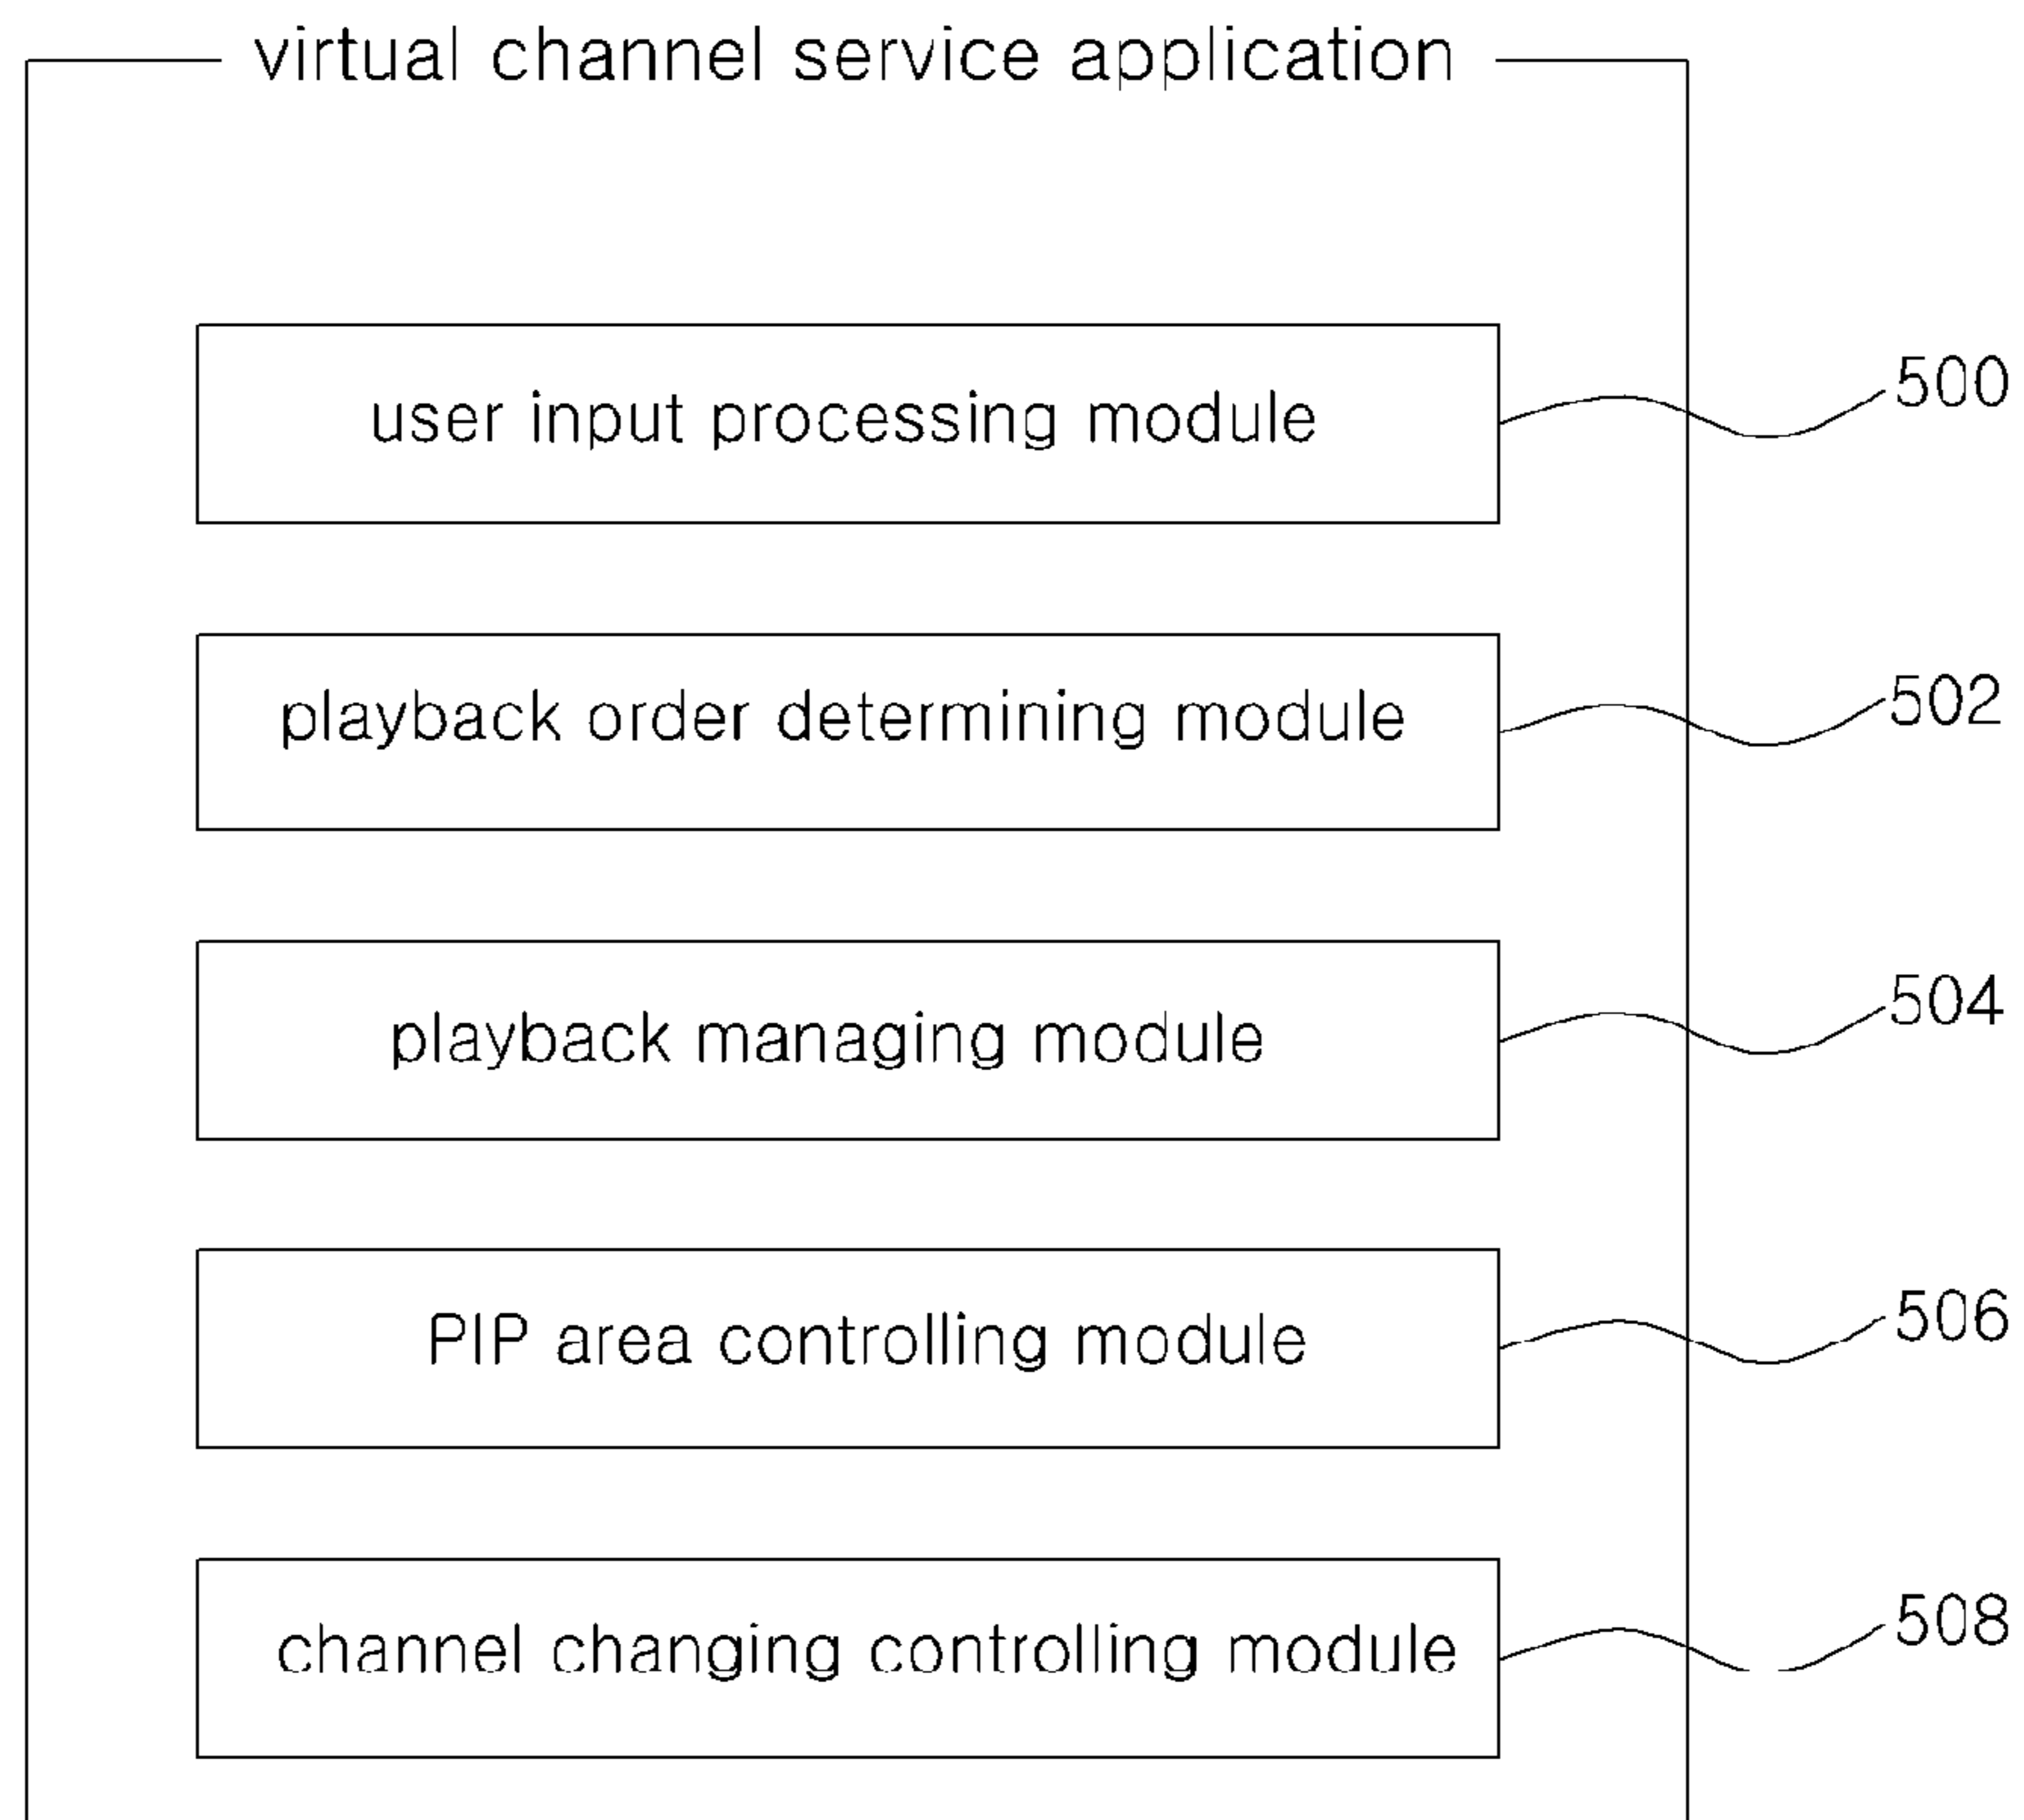 virtual channel service application
user input processing module
500
playback order determining module
502
playback managing module
504
PIP area controlling module
506
channel changing controlling module
508